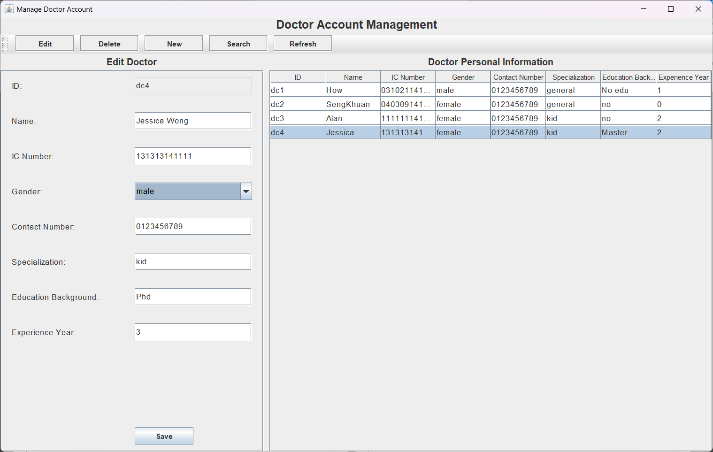 Manage Doctor Account
Doctor Account Management
Edit Delete New Search Refresh
Edit Doctor
ID: dc4
Name: Jessica Wong
IC Number: 131313141111
Gender: male
Contact Number: 0123456789
Specialization: kid
Education Background: Phd
Experience Year: 3
Save
Doctor Personal Information
ID Name IC Number Gender Contact Number Specialization Education Back... Experience Year
dc1 How 031021141... male 0123456789 general No edu 1
dc2 SengKhuan 040309141... female 0123456789 general no 0
dc3 Alan 111111141... female 0123456789 kid no 2
dc4 Jessica 131313141... female 0123456789 kid Master 2